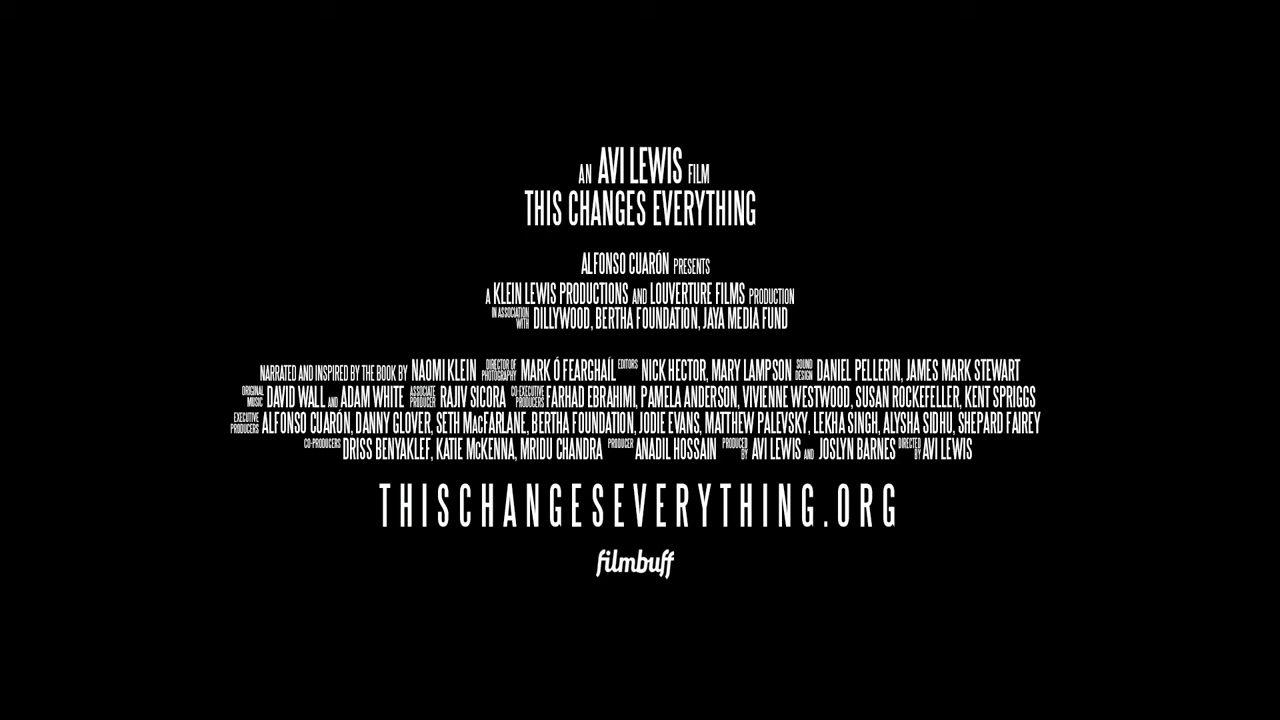 AN AVI LEWIS FILM
THIS CHANGES EVERYTHING
ALFONSO CUARÓN PRESENTS
A KLEIN LEWIS PRODUCTIONS AND LOUVERTURE FILMS PRODUCTION
IN ASSOCIATION WITH DILLYWOOD, BERTHA FOUNDATION, JAYA MEDIA FUND
NARRATED AND INSPIRED BY THE BOOK BY NAOMI KLEIN DIRECTOR OF PHOTOGRAPHY MARK Ó FEARGHAÍL EDITORS NICK HECTOR, MARY LAMPSON SOUND DESIGN DANIEL PELLERIN, JAMES MARK STEWART
ORIGINAL MUSIC DAVID WALL AND ADAM WHITE ASSOCIATE PRODUCER RAJIV SICORA CO-EXECUTIVE PRODUCERS FARHAD EBRAHIMI, PAMELA ANDERSON, VIVIENNE WESTWOOD, SUSAN ROCKEFELLER, KENT SPRIGGS
EXECUTIVE PRODUCERS ALFONSO CUARÓN, DANNY GLOVER, SETH MacFARLANE, BERTHA FOUNDATION, JODIE EVANS, MATTHEW PALEVSKY, LEKHA SINGH, ALYSHA SIDHU, SHEPARD FAIREY
CO-PRODUCERS DRISS BENYAKLEF, KATIE McKENNA, MRIDU CHANDRA PRODUCER ANADIL HOSSAIN PRODUCED BY AVI LEWIS AND JOSLYN BARNES DIRECTED BY AVI LEWIS
THISCHANGESEVERYTHING.ORG
filmbuff